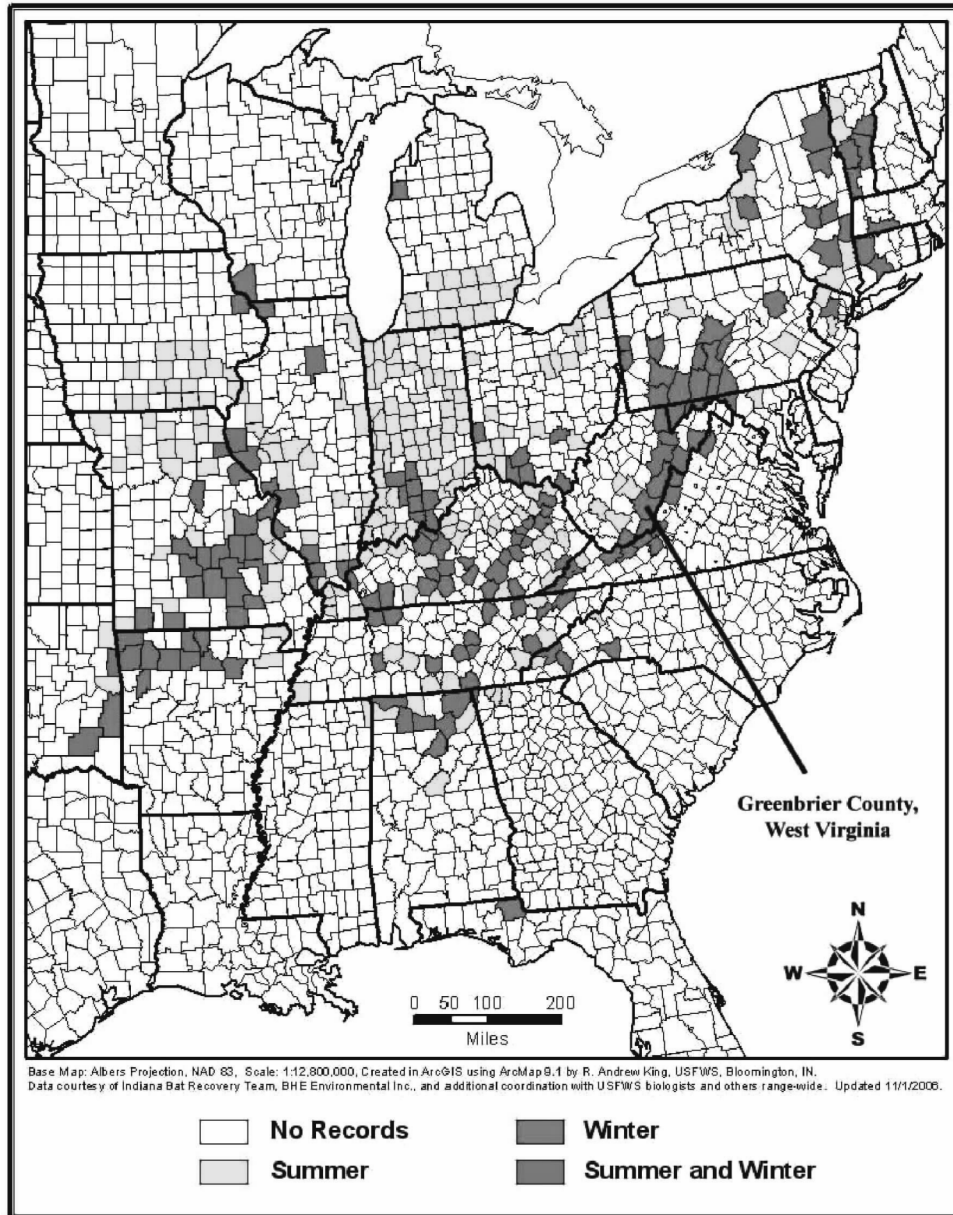 Greenbrier County,
West Virginia
N
W E
S
0 50 100 200
Miles
Base Map: Albers Projection, NAD 83, Scale: 1:12,800,000, Created in ArcGIS using ArcMap 9.1 by R. Andrew King, USFWS, Bloomington, IN.
Data courtesy of Indiana Bat Recovery Team, BHE Environmental Inc., and additional coordination with USFWS biologists and others range-wide. Updated 11/1/2006.
No Records
Winter
Summer
Summer and Winter